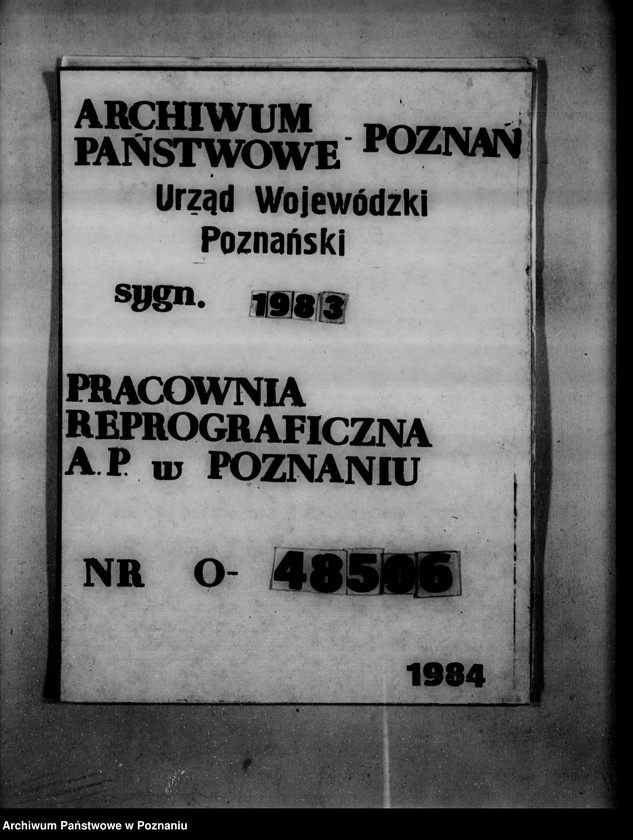 ARCHIWUM
PAŃSTWOWE - POZNAŃ
Urząd Wojewódzki
Poznański
sygn. 1983
PRACOWNIA
REPROGRAFICZNA
A.P. w POZNANIU
NR O- 48506
1984
Archiwum Państwowe w Poznaniu